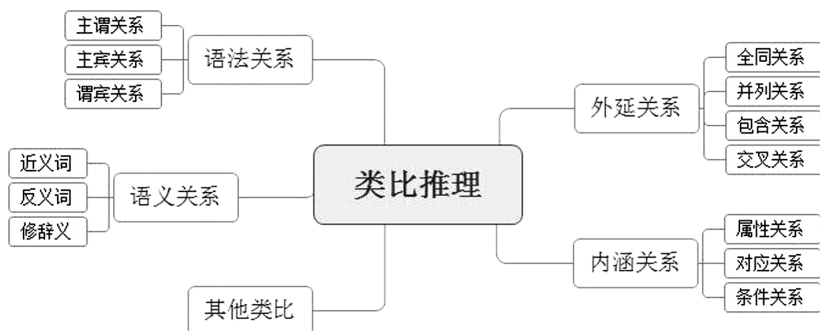 主谓关系
主宾关系
谓宾关系
语法关系
近义词
反义词
修辞义
语义关系
其他类比
类比推理
外延关系
全同关系
并列关系
包含关系
交叉关系
内涵关系
属性关系
对应关系
条件关系